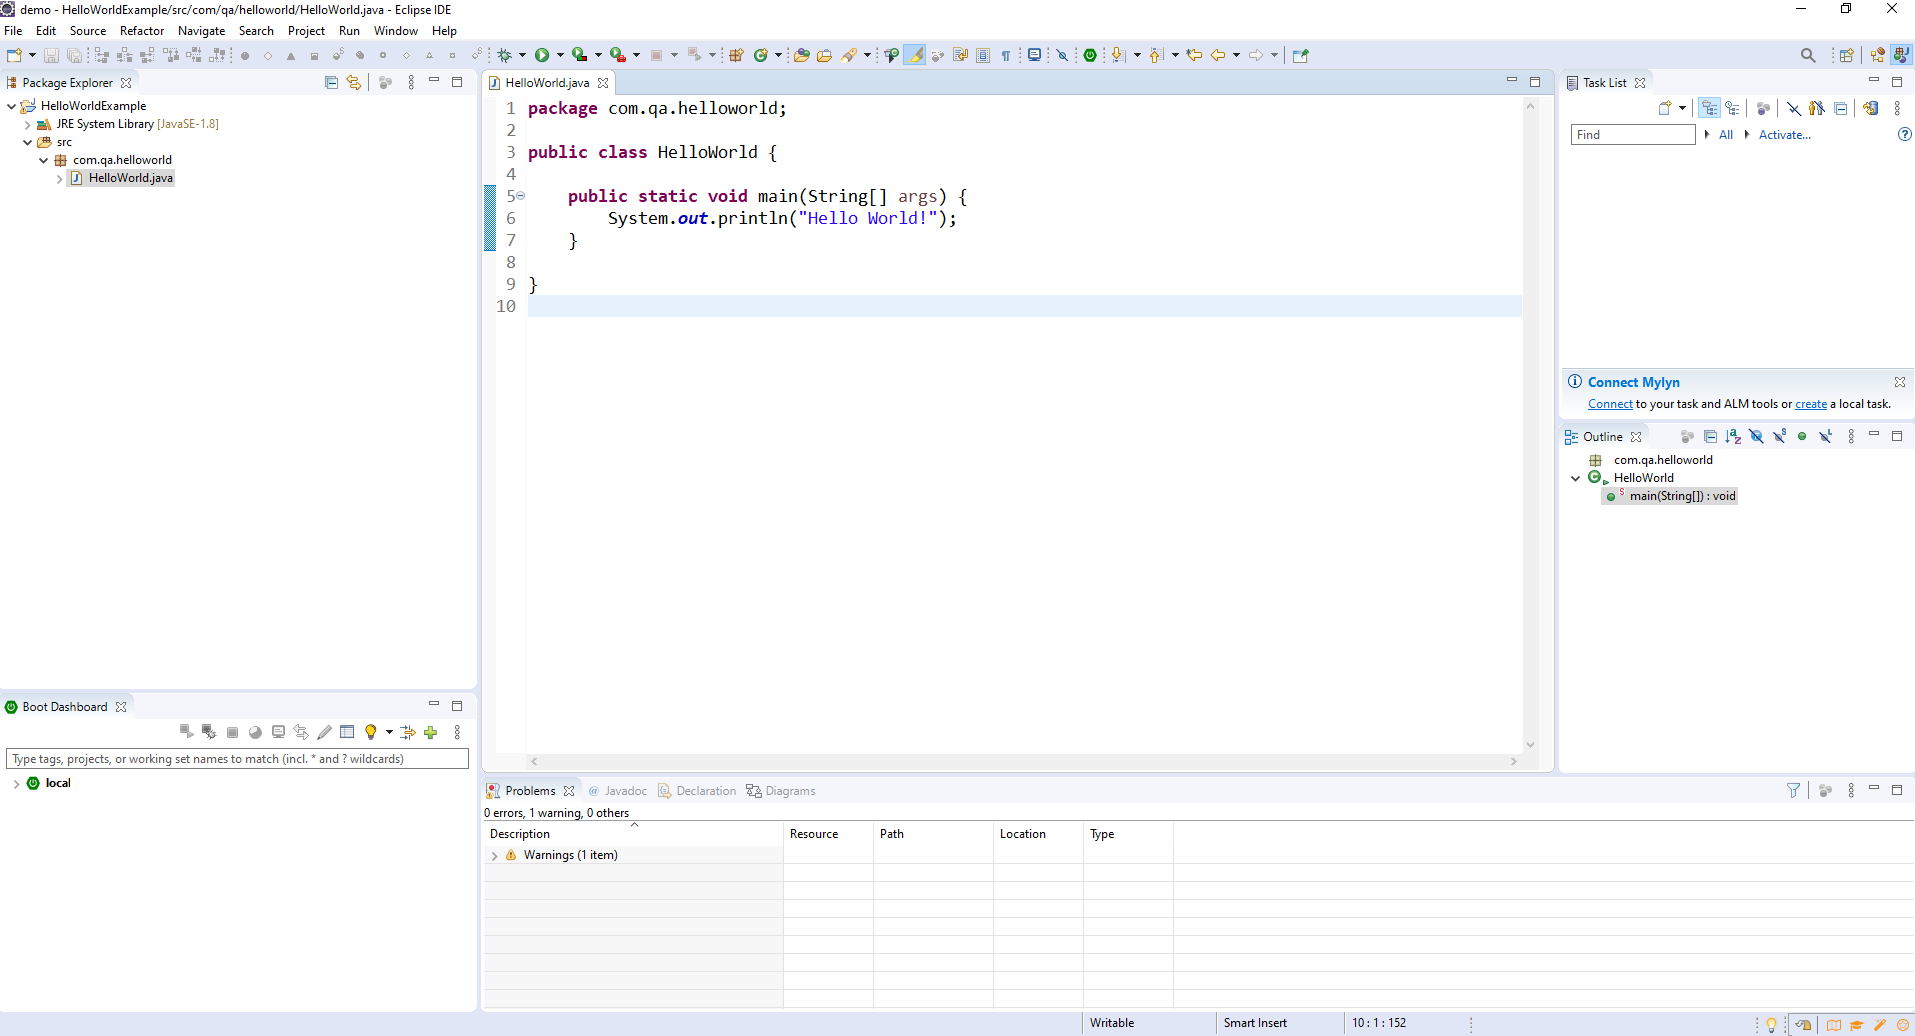 demo - HelloWorldExample/src/com/qa/helloworld/HelloWorld.java - Eclipse IDE
File Edit Source Refactor Navigate Search Project Run Window Help
Package Explorer
HelloWorldExample
JRE System Library [JavaSE-1.8]
src
com.qa.helloworld
HelloWorld.java
HelloWorld.java
1 package com.qa.helloworld;
2
3 public class HelloWorld {
4
5 public static void main(String[] args) {
6 System.out.println("Hello World!");
7 }
8
9 }
10
Task List
Find All Activate...
Connect Mylyn
Connect to your task and ALM tools or create a local task.
Outline
com.qa.helloworld
HelloWorld
main(String[]) : void
Boot Dashboard
Type tags, projects, or working set names to match (incl. * and ? wildcards)
local
Problems @ Javadoc Declaration Diagrams
0 errors, 1 warning, 0 others
Description Resource Path Location Type
Warnings (1 item)
Writable Smart Insert 10 : 1 : 152